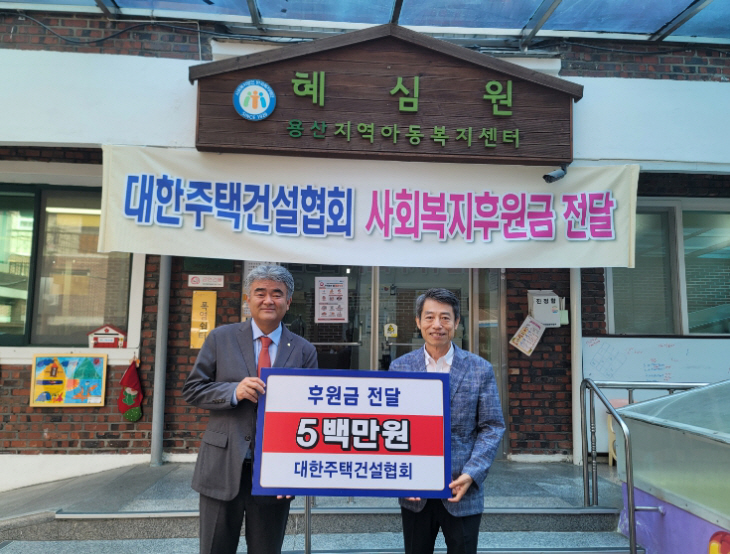 혜심원
용산지역아동복지센터
대한주택건설협회 사회복지후원금 전달
후원금 전달
5백만원
대한주택건설협회